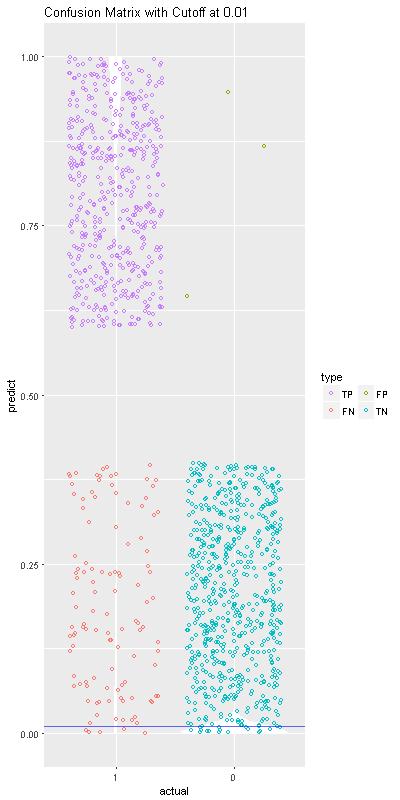 Confusion Matrix with Cutoff at 0.01
1.00
0.75
0.50
0.25
0.00
predict
1 0
actual
type
TP FP
FN TN